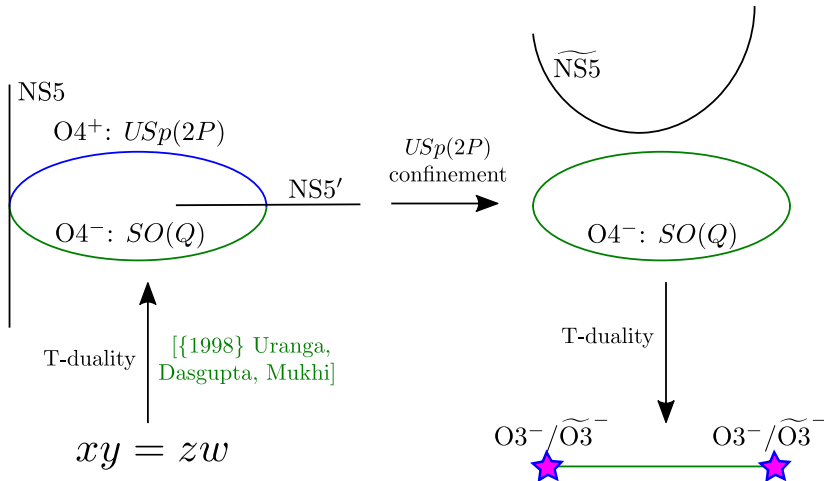 NS5
O4⁺: USp(2P)
NS5′
O4⁻: SO(Q)
T-duality
[{1998} Uranga,
Dasgupta, Mukhi]
xy = zw
USp(2P)
confinement
ÑS5
O4⁻: SO(Q)
T-duality
O3⁻/Õ3⁻
O3⁻/Õ3⁻